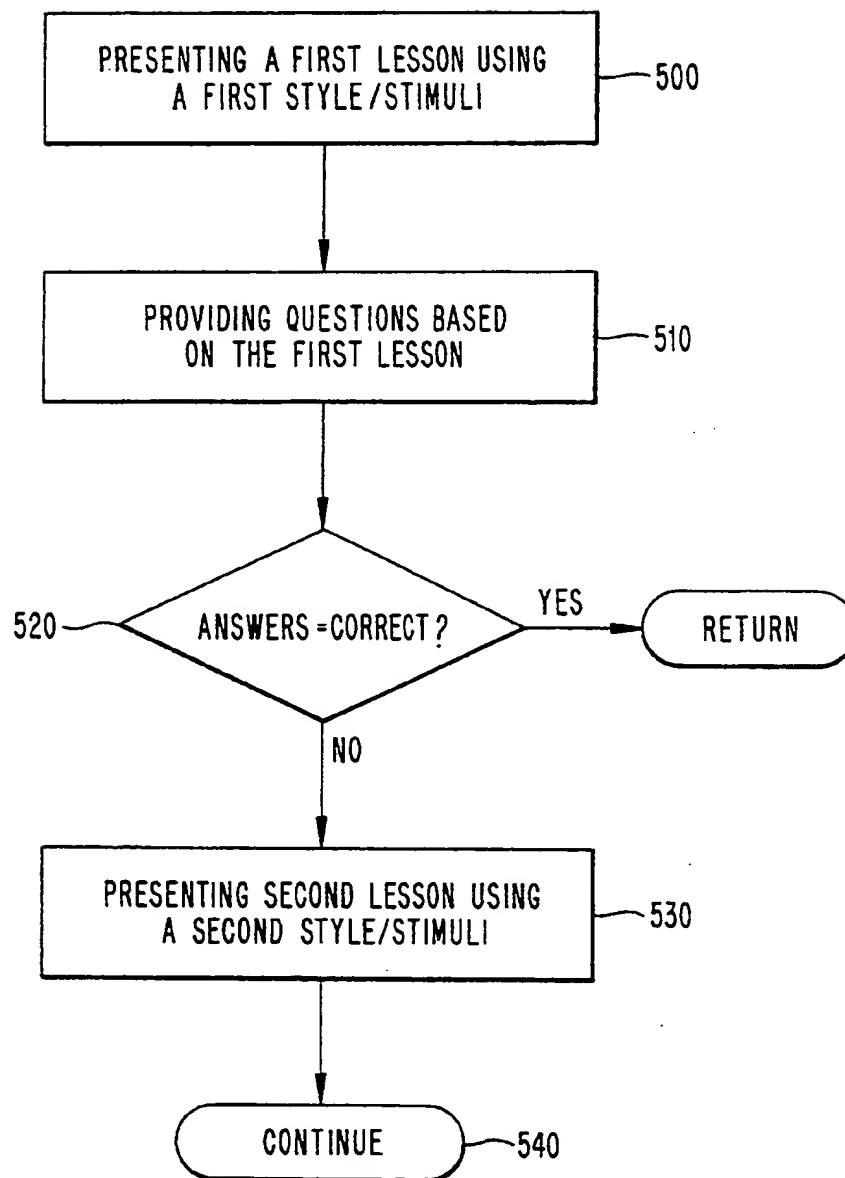 PRESENTING A FIRST LESSON USING
A FIRST STYLE/STIMULI
500
PROVIDING QUESTIONS BASED
ON THE FIRST LESSON
510
520
ANSWERS=CORRECT?
YES
RETURN
NO
PRESENTING SECOND LESSON USING
A SECOND STYLE/STIMULI
530
CONTINUE
540